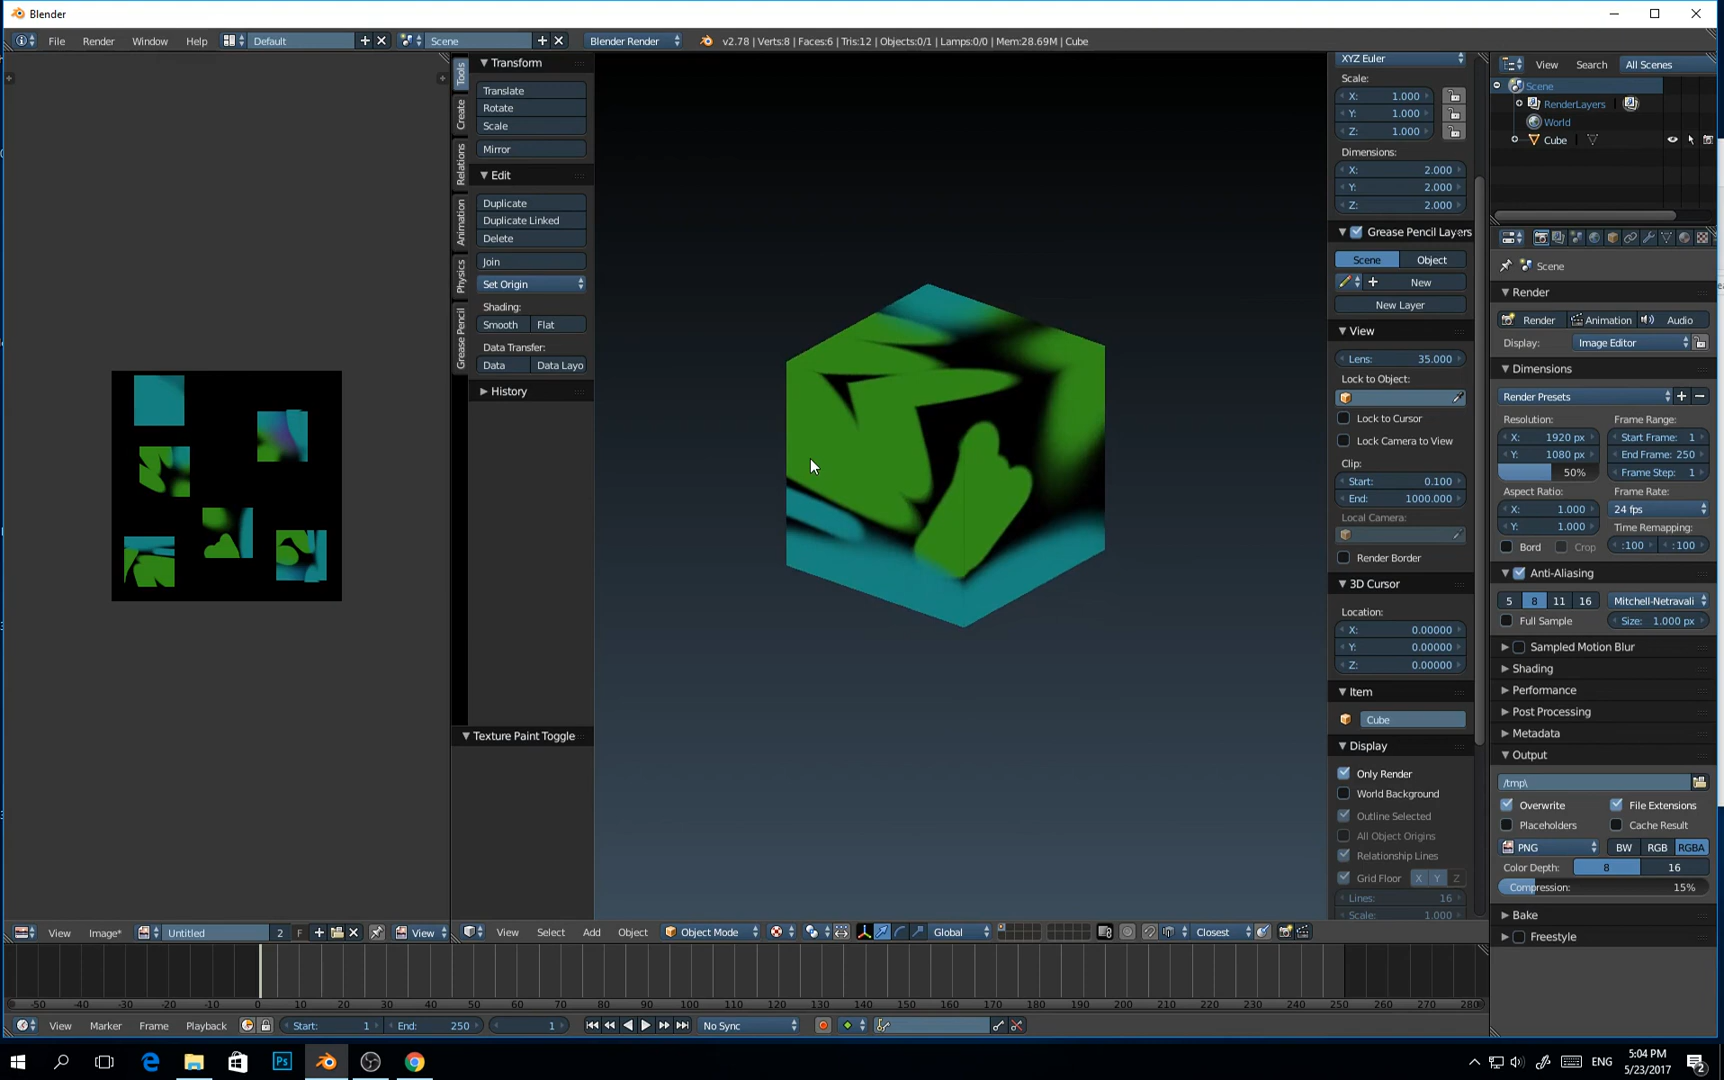 Blender
File Render Window Help Default Scene Blender Render v2.78 | Verts:8 | Faces:6 | Tris:12 | Objects:0/1 | Lamps:0/0 | Mem:28.69M | Cube
Tools
Create
Relations
Animation
Physics
Grease Pencil
Transform
Translate
Rotate
Scale
Mirror
Edit
Duplicate
Duplicate Linked
Delete
Join
Set Origin
Shading:
Smooth Flat
Data Transfer:
Data Data Layo
History
Texture Paint Toggle
XYZ Euler
Scale:
X: 1.000
Y: 1.000
Z: 1.000
Dimensions:
X: 2.000
Y: 2.000
Z: 2.000
Grease Pencil Layers
Scene Object
New
New Layer
View
Lens: 35.000
Lock to Object:
Lock to Cursor
Lock Camera to View
Clip:
Start: 0.100
End: 1000.000
Local Camera:
Render Border
3D Cursor
Location:
X: 0.00000
Y: 0.00000
Z: 0.00000
Item
Cube
Display
Only Render
World Background
Outline Selected
All Object Origins
Relationship Lines
Grid Floor X Y Z
Lines: 16
Scale: 1.000
View Search All Scenes
Scene
RenderLayers
World
Cube
Scene
Render
Render Animation Audio
Display: Image Editor
Dimensions
Render Presets
Resolution: Frame Range:
X: 1920 px Start Frame: 1
Y: 1080 px End Frame: 250
50% Frame Step: 1
Aspect Ratio: Frame Rate:
X: 1.000 24 fps
Y: 1.000 Time Remapping:
Bord Crop :100 :100
Anti-Aliasing
5 8 11 16 Mitchell-Netravali
Full Sample Size: 1.000 px
Sampled Motion Blur
Shading
Performance
Post Processing
Metadata
Output
/tmp\
Overwrite File Extensions
Placeholders Cache Result
PNG BW RGB RGBA
Color Depth: 8 16
Compression: 15%
Bake
Freestyle
View Image* Untitled 2 F View
View Select Add Object Object Mode Global Closest
-50 -40 -30 -20 -10 0 10 20 30 40 50 60 70 80 90 100 110 120 130 140 150 160 170 180 190 200 210 220 230 240 250 260 270 280
View Marker Frame Playback Start: 1 End: 250 1 No Sync
Ps ENG 5:04 PM
5/23/2017 2